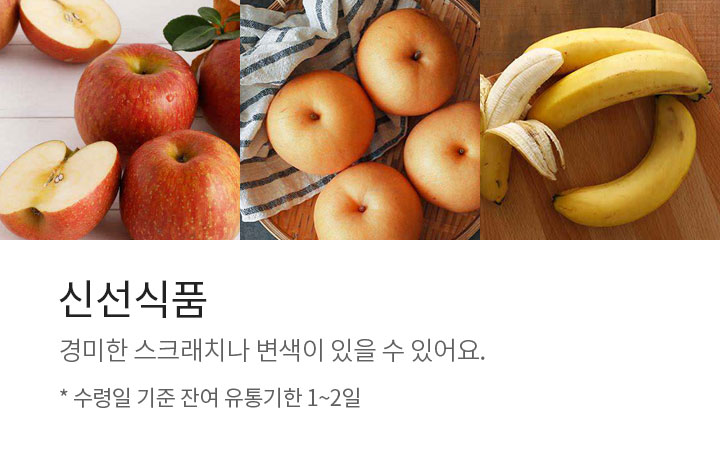 신선식품
경미한 스크래치나 변색이 있을 수 있어요.
* 수령일 기준 잔여 유통기한 1~2일